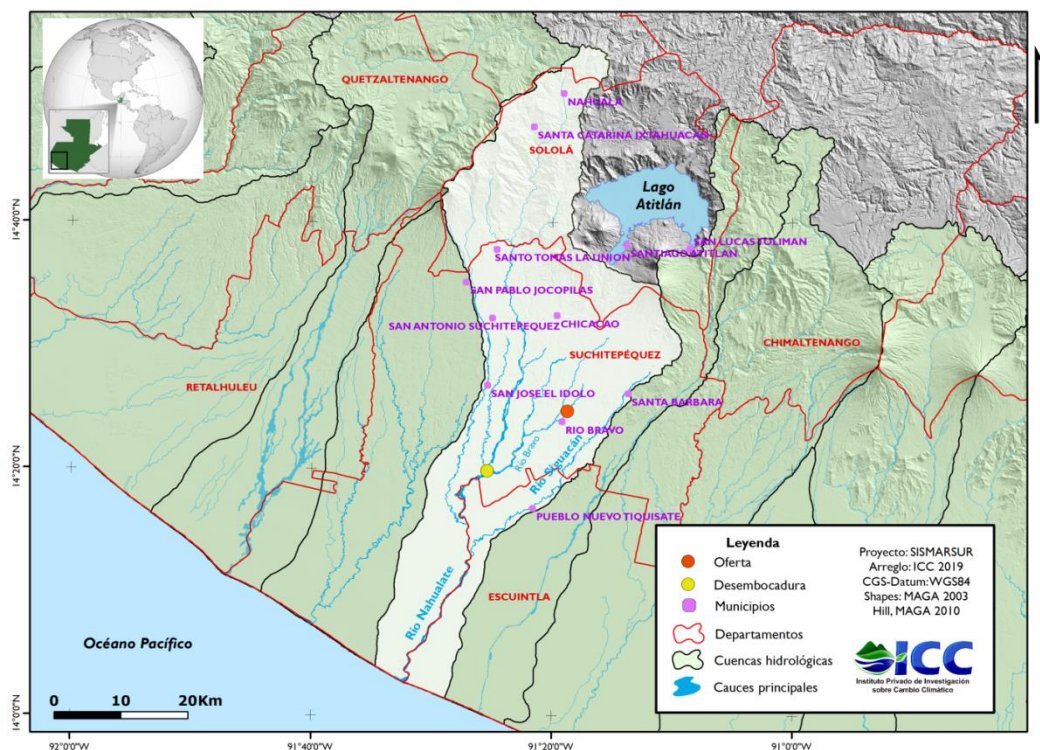 N
QUETZALTENANGO
NAHUALA
SANTA CATARINA IXTAHUACAN
SOLOLÁ
Lago
Atitlán
14°40'0"N
SAN LUCAS TOLIMAN
SANTO TOMAS LA UNION
SANTIAGO ATITLAN
SAN PABLO JOCOPILAS
SAN ANTONIO SUCHITEPEQUEZ
CHICACAO
CHIMALTENANGO
SUCHITEPÉQUEZ
RETALHULEU
SAN JOSE EL IDOLO
SANTA BARBARA
RIO BRAVO
Río Bravo
Río Siguacán
14°20'0"N
PUEBLO NUEVO TIQUISATE
ESCUINTLA
Río Nahualate
Océano Pacífico
0 10 20Km
14°0'0"N
92°0'0"W 91°40'0"W 91°20'0"W 91°0'0"W
Leyenda
Oferta
Desembocadura
Municipios
Departamentos
Cuencas hidrológicas
Cauces principales
Proyecto: SISMARSUR
Arreglo: ICC 2019
CGS-Datum: WGS84
Shapes: MAGA 2003
Hill, MAGA 2010
ICC
Instituto Privado de Investigación
sobre Cambio Climático